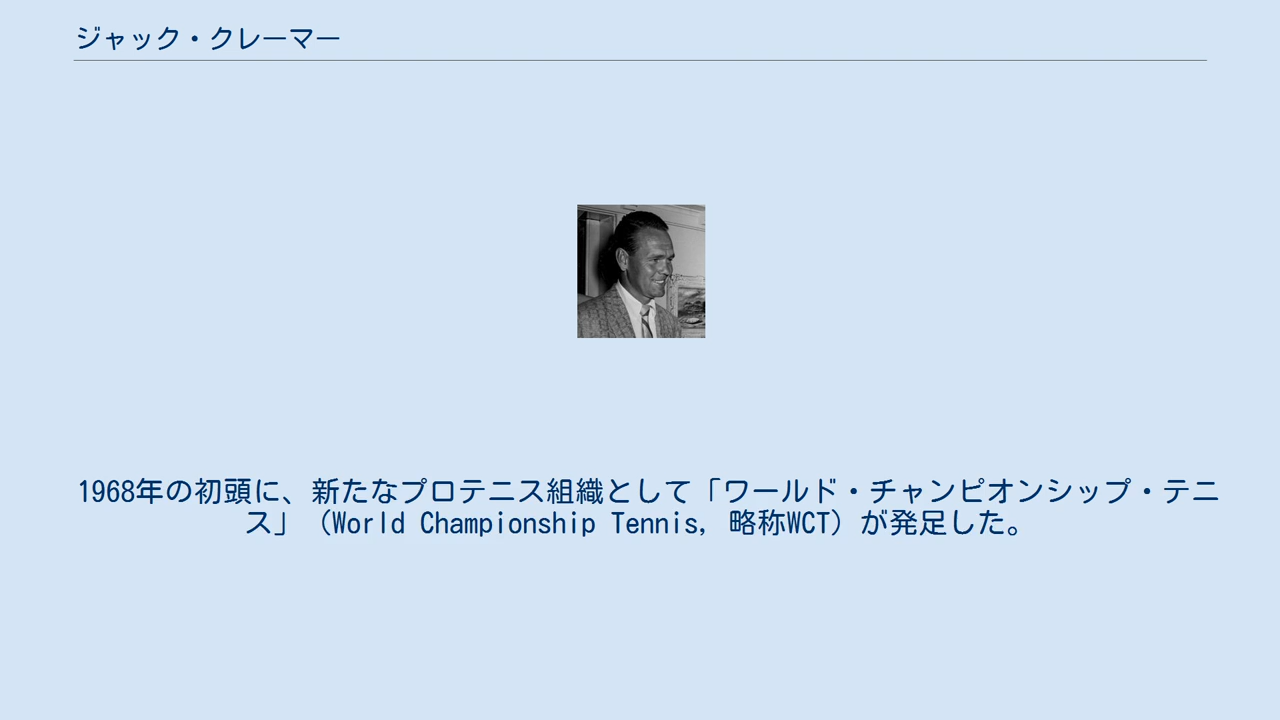 ジャック・クレーマー
1968年の初頭に、新たなプロテニス組織として「ワールド・チャンピオンシップ・テニ
ス」（World Championship Tennis, 略称WCT）が発足した。